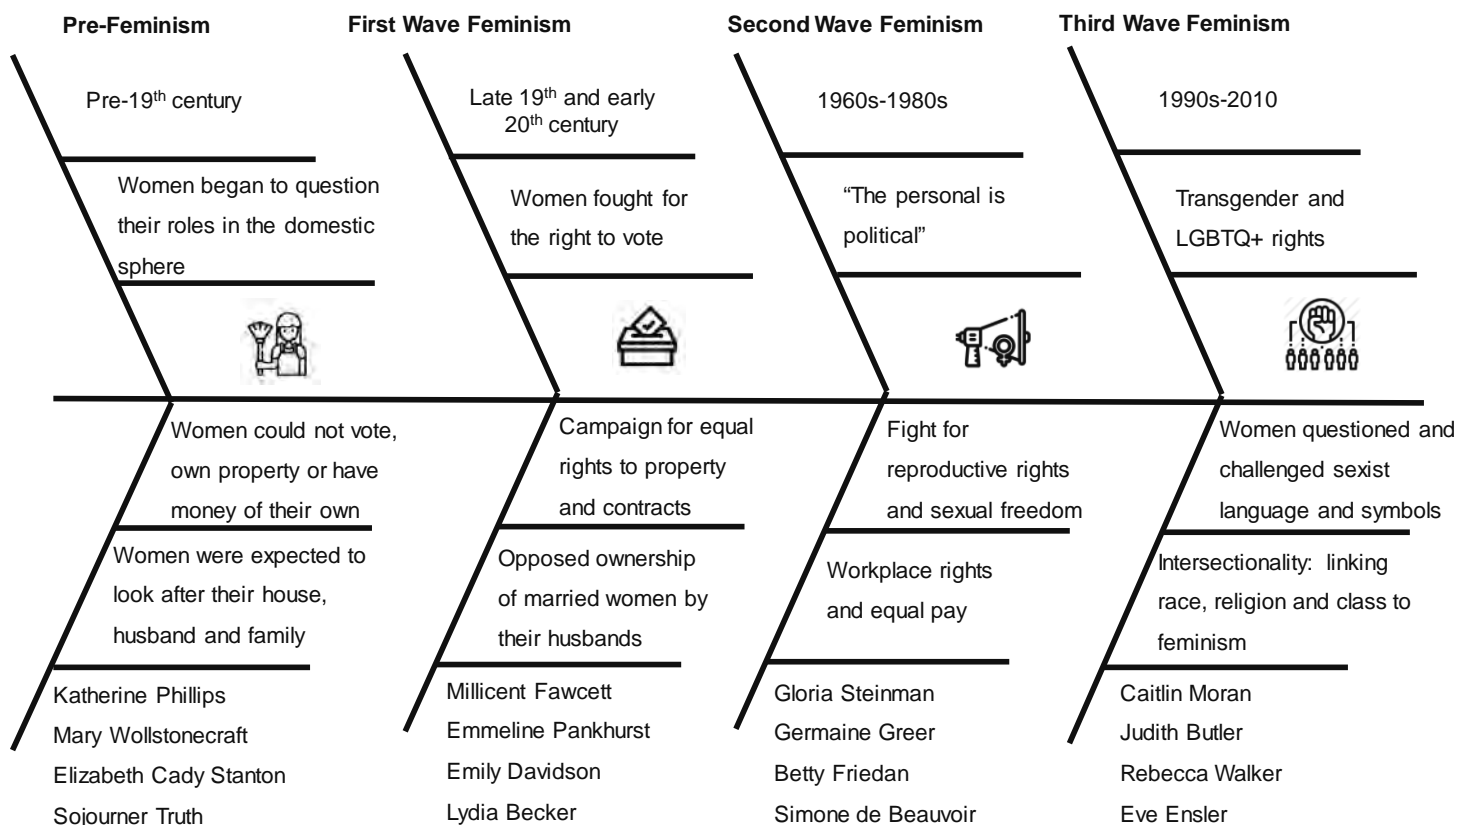 Pre-Feminism
Pre-19th century
Women began to question
their roles in the domestic
sphere
Women could not vote,
own property or have
money of their own
Women were expected to
look after their house,
husband and family
Katherine Phillips
Mary Wollstonecraft
Elizabeth Cady Stanton
Sojourner Truth
First Wave Feminism
Late 19th and early
20th century
Women fought for
the right to vote
Campaign for equal
rights to property
and contracts
Opposed ownership
of married women by
their husbands
Millicent Fawcett
Emmeline Pankhurst
Emily Davidson
Lydia Becker
Second Wave Feminism
1960s-1980s
“The personal is
political”
Fight for
reproductive rights
and sexual freedom
Workplace rights
and equal pay
Gloria Steinman
Germaine Greer
Betty Friedan
Simone de Beauvoir
Third Wave Feminism
1990s-2010
Transgender and
LGBTQ+ rights
Women questioned and
challenged sexist
language and symbols
Intersectionality: linking
race, religion and class to
feminism
Caitlin Moran
Judith Butler
Rebecca Walker
Eve Ensler